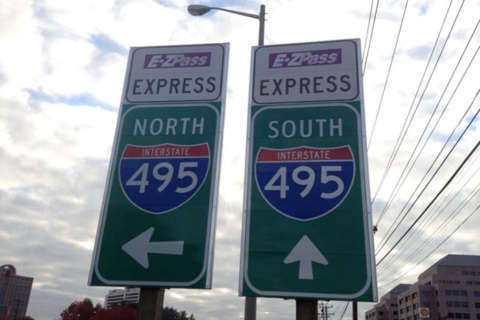 E-ZPass
EXPRESS
NORTH
INTERSTATE
495
E-ZPass
EXPRESS
SOUTH
INTERSTATE
495